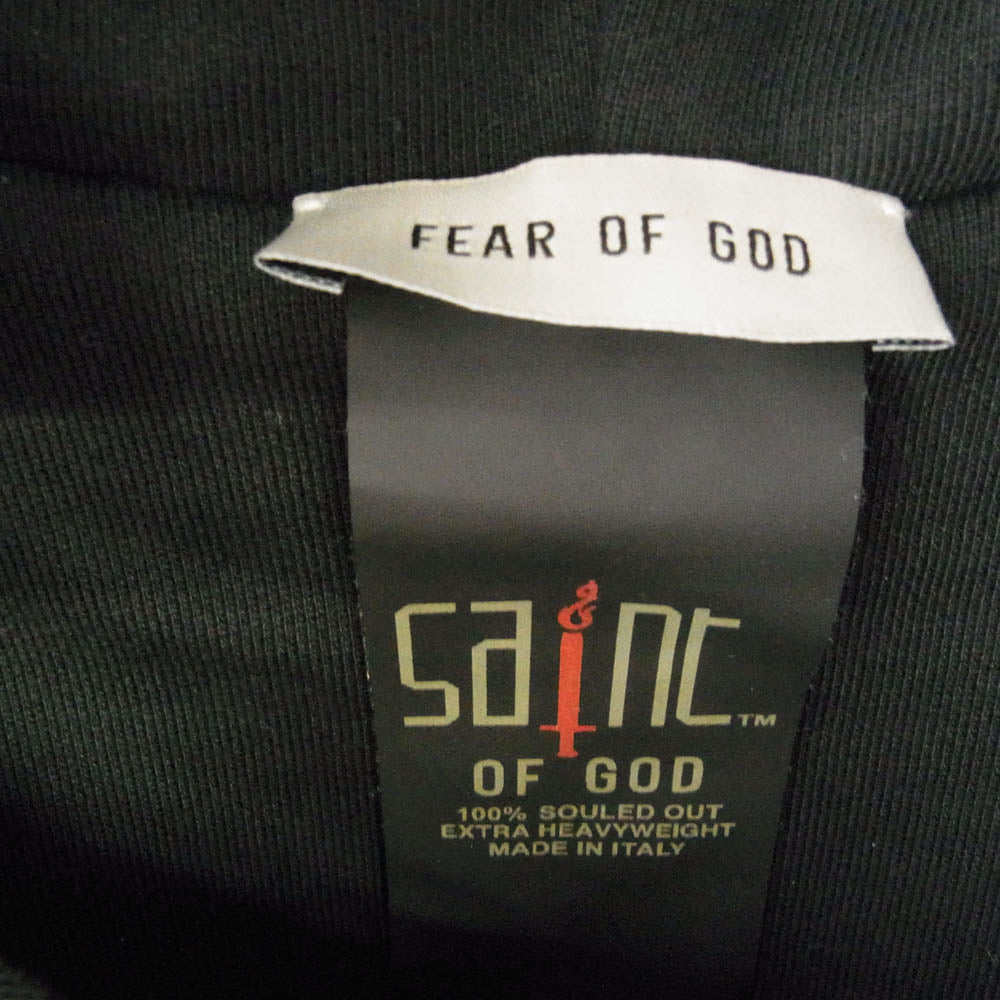 FEAR OF GOD
saint™
OF GOD
100% SOULED OUT
EXTRA HEAVYWEIGHT
MADE IN ITALY